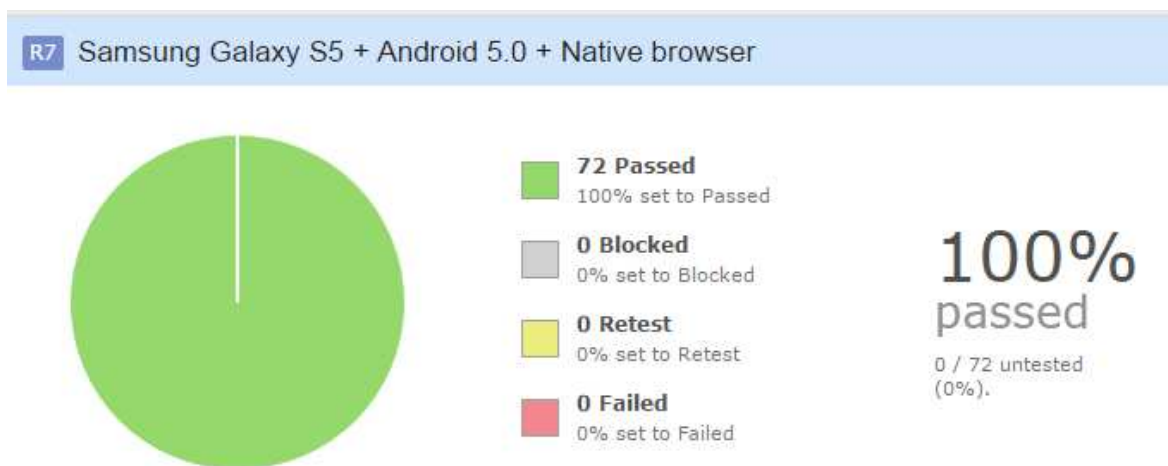 R7 Samsung Galaxy S5 + Android 5.0 + Native browser
72 Passed
100% set to Passed
0 Blocked
0% set to Blocked
0 Retest
0% set to Retest
0 Failed
0% set to Failed
100%
passed
0 / 72 untested
(0%).